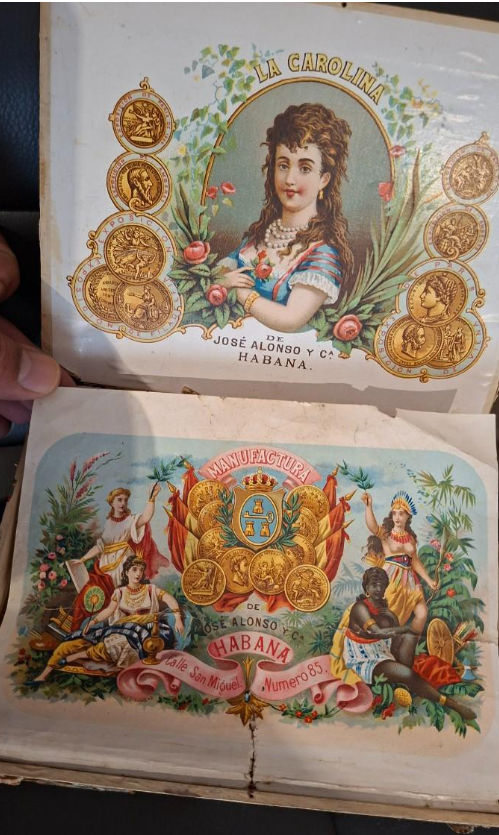 LA CAROLINA
DE
JOSÉ ALONSO Y Cᴬ
HABANA.
MANUFACTURA
DE
JOSÉ ALONSO Y Cᴬ
HABANA
Calle San Miguel Numero 85.